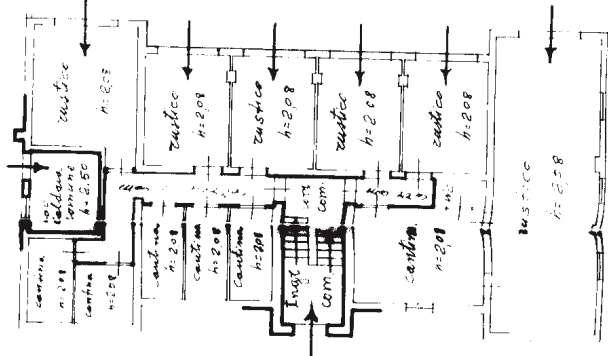 rustico
h=2,08
rustico
h=2,08
rustico
h=2,08
rustico
h=2,08
rustico
h=2,08
rustico
h=2,08
loc.
Caldaia
comune
h=2.50
com.
cantina
h=2.08
cantina
h=2.08
cantina
h=2.08
cantina
h=2,08
cantina
h=2,08
cantina
h=2,08
Ingr.
com.